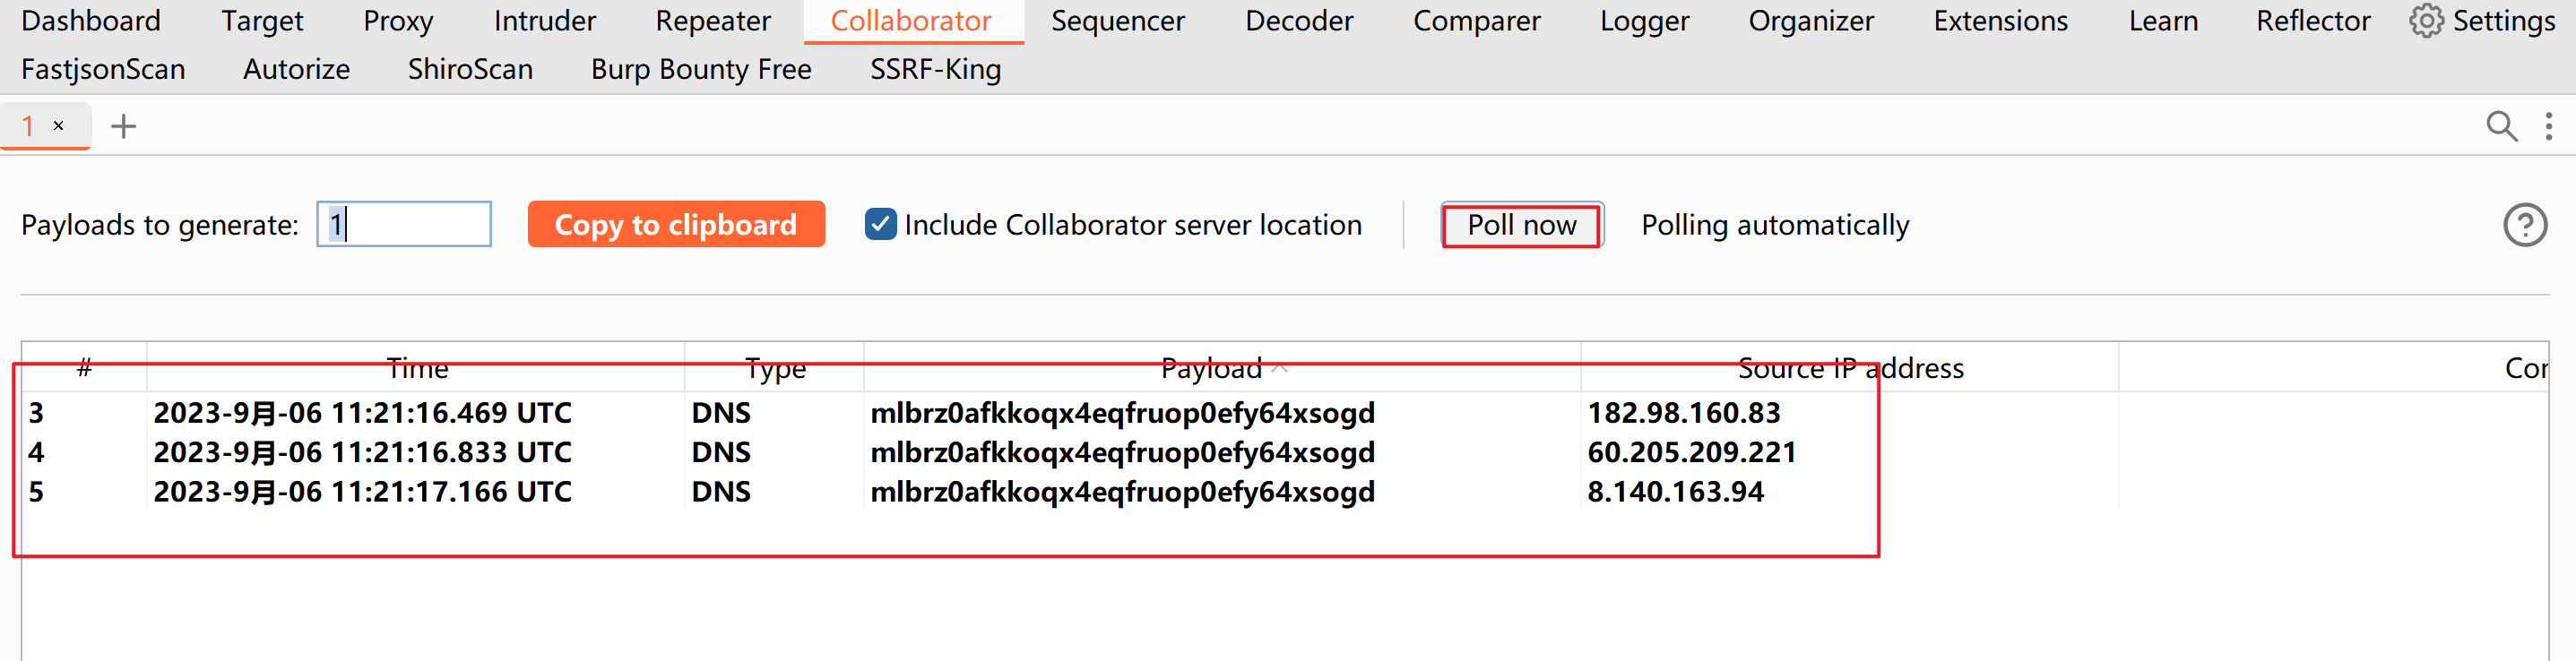 Dashboard Target Proxy Intruder Repeater Collaborator Sequencer Decoder Comparer Logger Organizer Extensions Learn Reflector Settings
FastjsonScan Autorize ShiroScan Burp Bounty Free SSRF-King
1 × +
Payloads to generate: 1 Copy to clipboard Include Collaborator server location Poll now Polling automatically ?
# Time Type Payload Source IP address Cor
3 2023-9月-06 11:21:16.469 UTC DNS mlbrz0afkkoqx4eqfruop0efy64xsogd 182.98.160.83
4 2023-9月-06 11:21:16.833 UTC DNS mlbrz0afkkoqx4eqfruop0efy64xsogd 60.205.209.221
5 2023-9月-06 11:21:17.166 UTC DNS mlbrz0afkkoqx4eqfruop0efy64xsogd 8.140.163.94